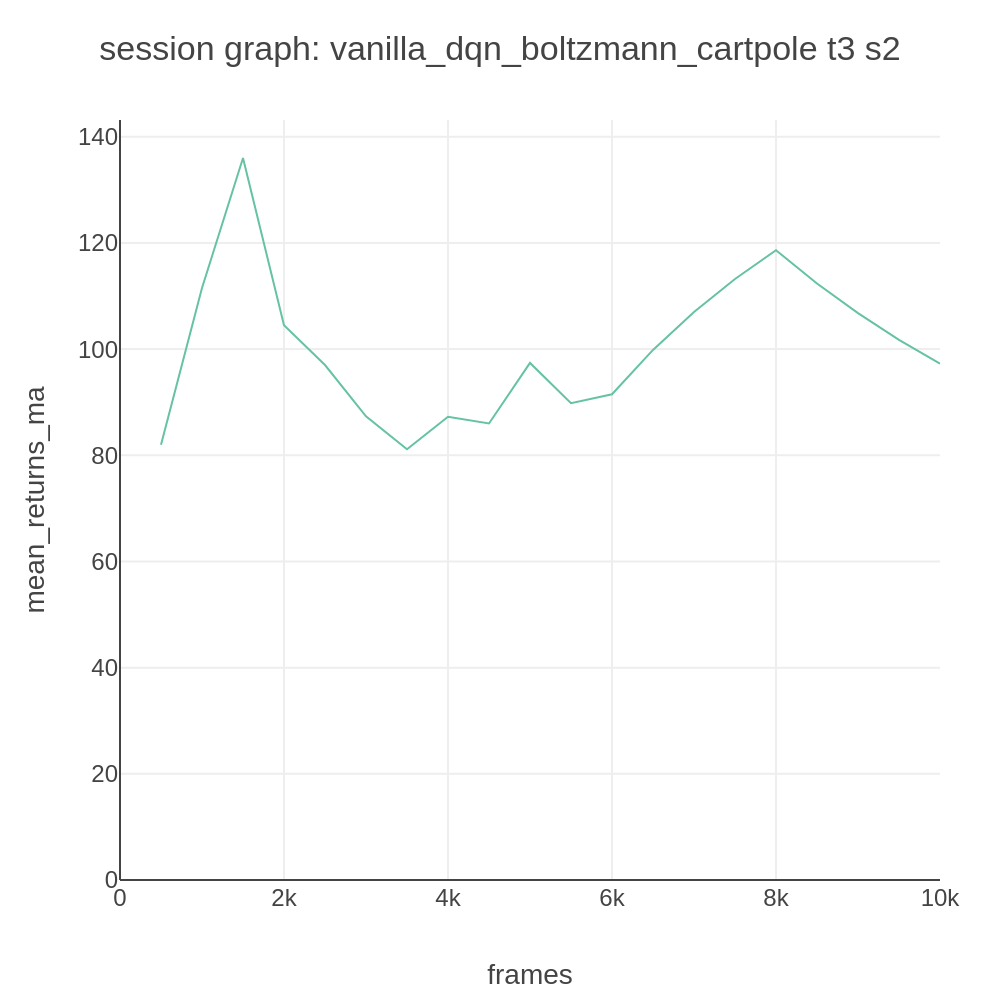 session graph: vanilla_dqn_boltzmann_cartpole t3 s2
140
120
100
80
60
40
20
0
mean_returns_ma
0 2k 4k 6k 8k 10k
frames